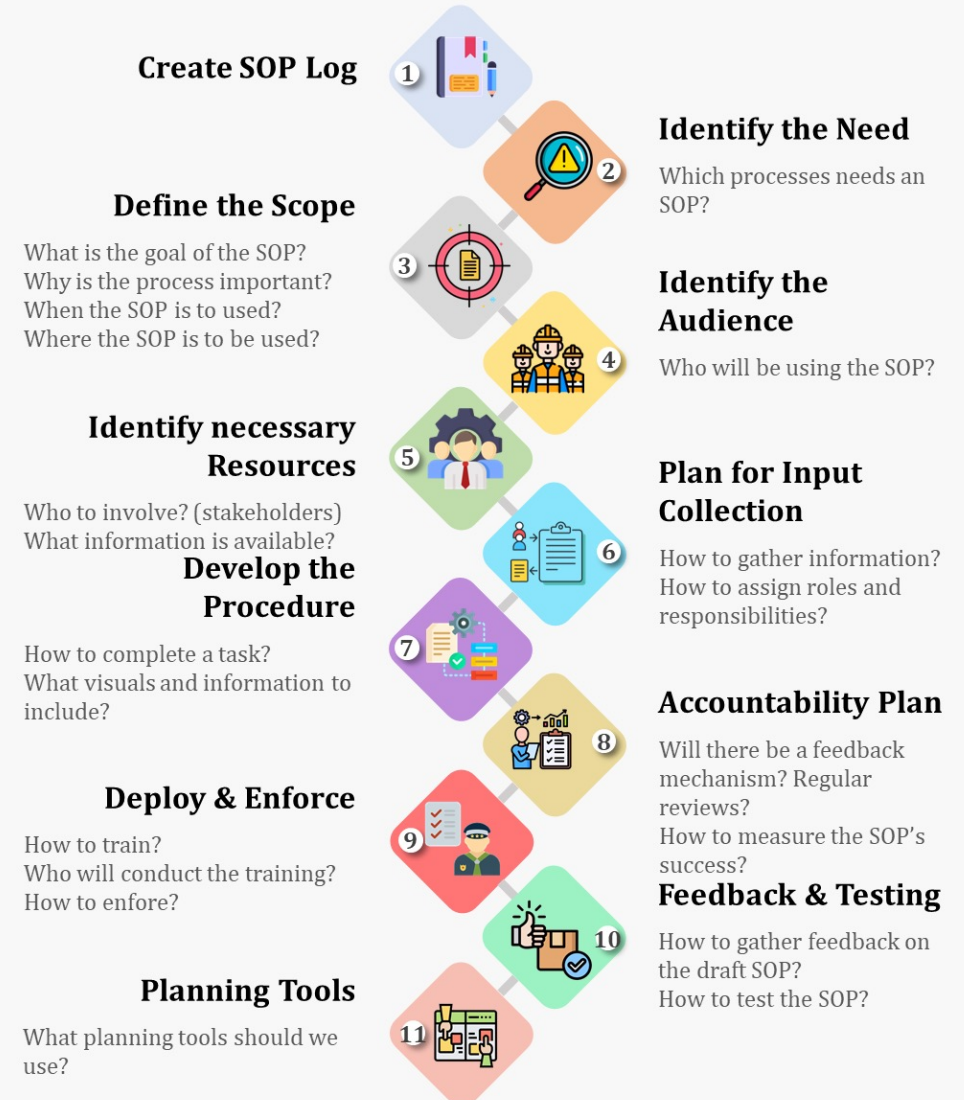 Create SOP Log
1
Identify the Need
2
Which processes needs an
SOP?
Define the Scope
3
What is the goal of the SOP?
Why is the process important?
When the SOP is to used?
Where the SOP is to be used?
Identify the
Audience
4
Who will be using the SOP?
Identify necessary
Resources
5
Who to involve? (stakeholders)
What information is available?
Plan for Input
Collection
6
How to gather information?
How to assign roles and
responsibilities?
Develop the
Procedure
7
How to complete a task?
What visuals and information to
include?
Accountability Plan
8
Will there be a feedback
mechanism? Regular
reviews?
How to measure the SOP’s
success?
Deploy & Enforce
9
How to train?
Who will conduct the training?
How to enfore?
Feedback & Testing
10
How to gather feedback on
the draft SOP?
How to test the SOP?
Planning Tools
11
What planning tools should we
use?